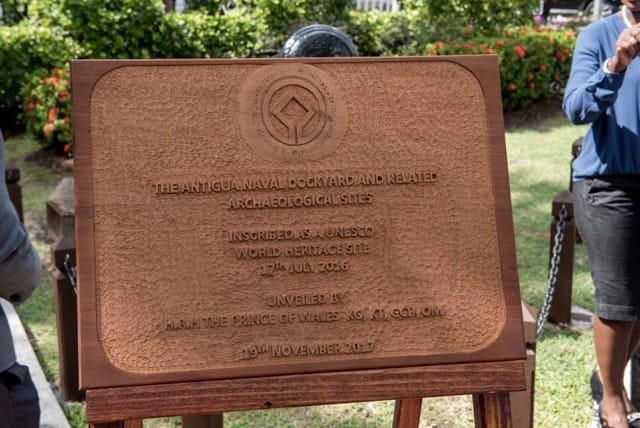 THE ANTIGUA NAVAL DOCKYARD AND RELATED
ARCHAEOLOGICAL SITES
INSCRIBED AS A UNESCO
WORLD HERITAGE SITE
17TH JULY 2016
UNVEILED BY
H.R.H THE PRINCE OF WALES KG, KT, GCB, OM
19TH NOVEMBER 2017